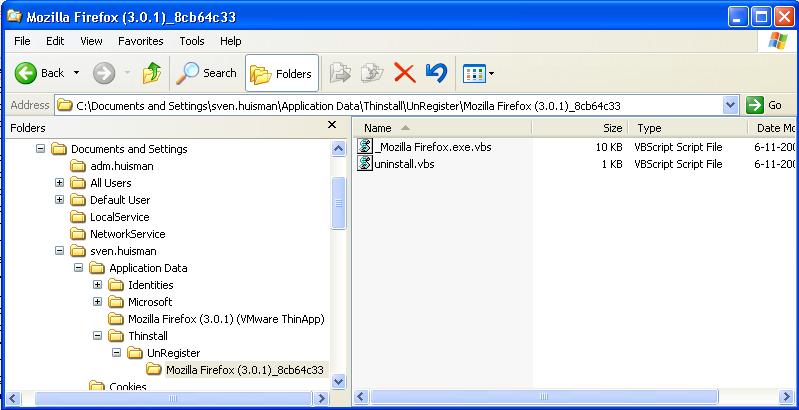 Mozilla Firefox (3.0.1)_8cb64c33
File Edit View Favorites Tools Help
Back Search Folders
Address C:\Documents and Settings\sven.huisman\Application Data\Thinstall\UnRegister\Mozilla Firefox (3.0.1)_8cb64c33 Go
Folders
Name Size Type Date Mo
_Mozilla Firefox.exe.vbs 10 KB VBScript Script File 6-11-200
uninstall.vbs 1 KB VBScript Script File 6-11-200
Documents and Settings
adm.huisman
All Users
Default User
LocalService
NetworkService
sven.huisman
Application Data
Identities
Microsoft
Mozilla Firefox (3.0.1) (VMware ThinApp)
Thinstall
UnRegister
Mozilla Firefox (3.0.1)_8cb64c33
Cookies